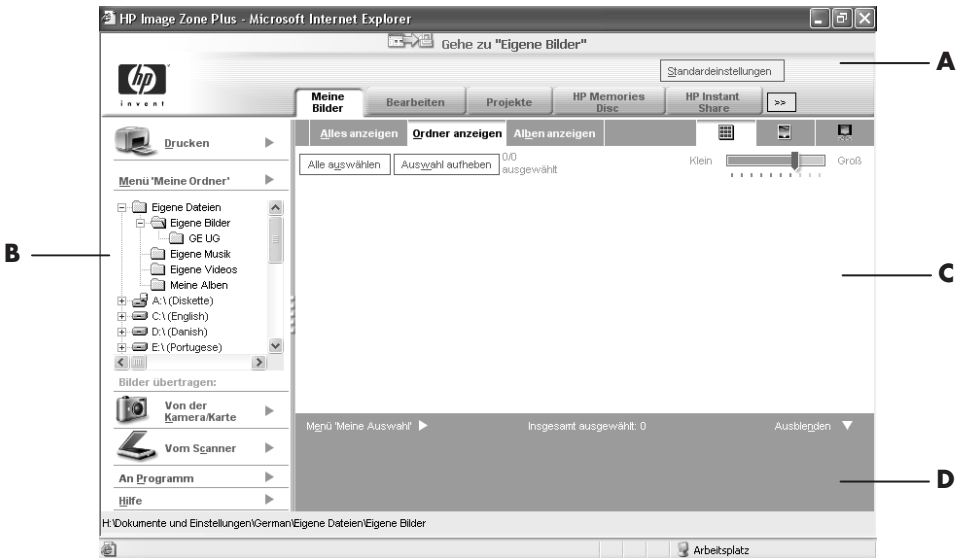 HP Image Zone Plus - Microsoft Internet Explorer
Gehe zu "Eigene Bilder"
A
hp
invent
Standardeinstellungen
Meine Bilder
Bearbeiten
Projekte
HP Memories Disc
HP Instant Share
>>
Drucken
Alles anzeigen
Ordner anzeigen
Alben anzeigen
Alle auswählen
Auswahl aufheben
0/0
ausgewählt
Klein
Groß
Menü 'Meine Ordner'
Eigene Dateien
Eigene Bilder
GE UG
Eigene Musik
Eigene Videos
Meine Alben
A:\ (Diskette)
C:\ (English)
D:\ (Danish)
E:\ (Portugese)
B
C
Bilder übertragen:
Von der
Kamera/Karte
Vom Scanner
An Programm
Hilfe
Menü 'Meine Auswahl'
Insgesamt ausgewählt: 0
Ausblenden
D
H:\Dokumente und Einstellungen\German\Eigene Dateien\Eigene Bilder
Arbeitsplatz